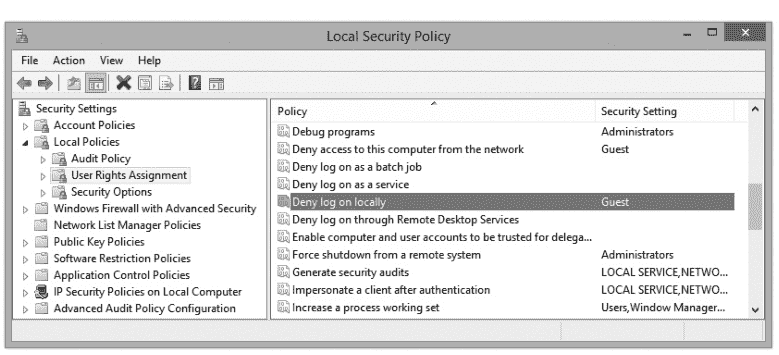 Local Security Policy
File Action View Help
Security Settings
Account Policies
Local Policies
Audit Policy
User Rights Assignment
Security Options
Windows Firewall with Advanced Security
Network List Manager Policies
Public Key Policies
Software Restriction Policies
Application Control Policies
IP Security Policies on Local Computer
Advanced Audit Policy Configuration
Policy Security Setting
Debug programs Administrators
Deny access to this computer from the network Guest
Deny log on as a batch job
Deny log on as a service
Deny log on locally Guest
Deny log on through Remote Desktop Services
Enable computer and user accounts to be trusted for delega...
Force shutdown from a remote system Administrators
Generate security audits LOCAL SERVICE,NETWO...
Impersonate a client after authentication LOCAL SERVICE,NETWO...
Increase a process working set Users,Window Manager...